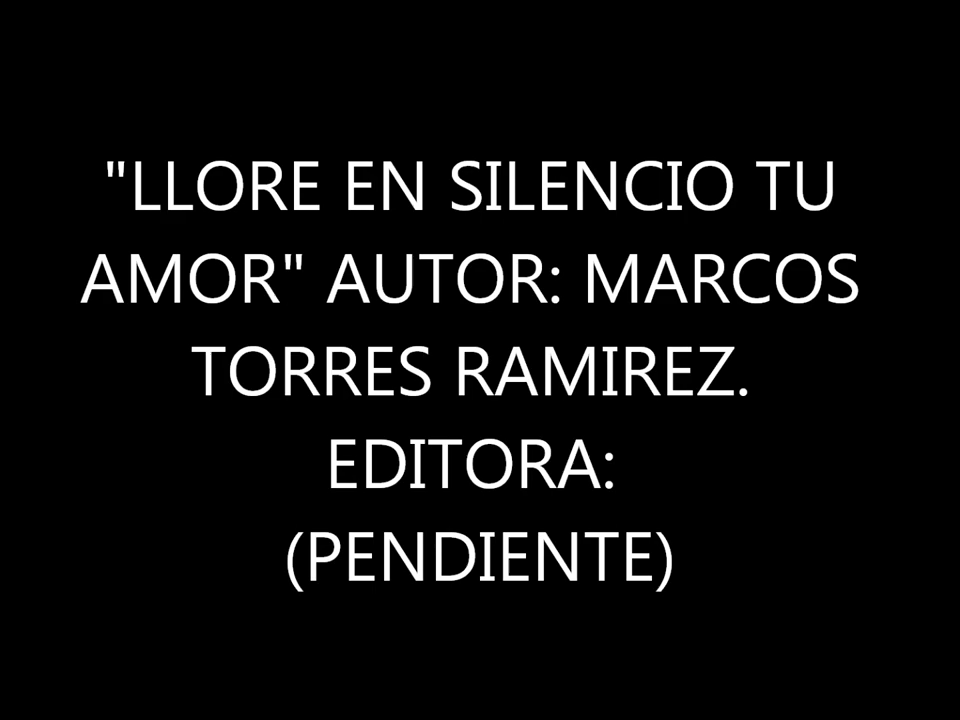 "LLORE EN SILENCIO TU
AMOR" AUTOR: MARCOS
TORRES RAMIREZ.
EDITORA:
(PENDIENTE)